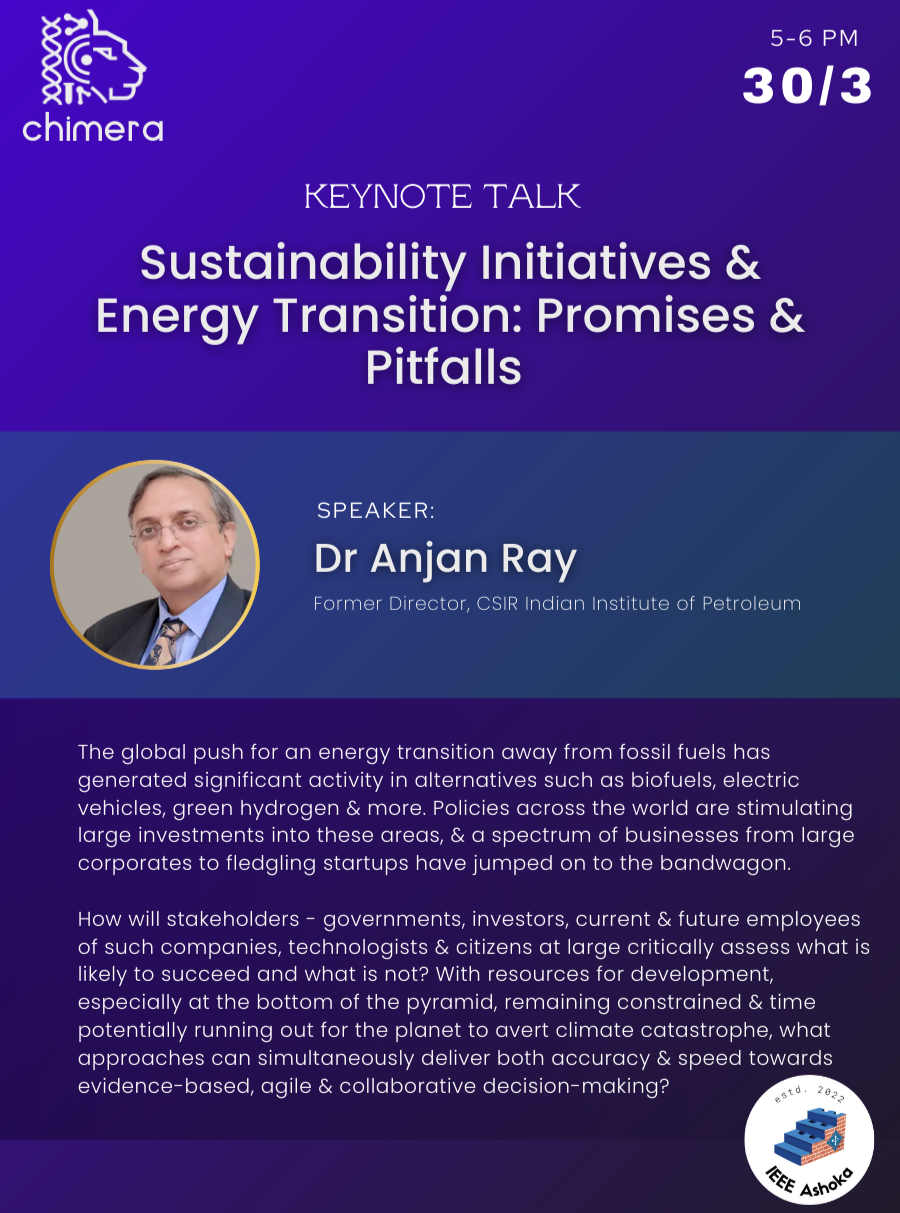 chimera
5-6 PM
30/3
KEYNOTE TALK
Sustainability Initiatives &
Energy Transition: Promises &
Pitfalls
SPEAKER:
Dr Anjan Ray
Former Director, CSIR Indian Institute of Petroleum
The global push for an energy transition away from fossil fuels has
generated significant activity in alternatives such as biofuels, electric
vehicles, green hydrogen & more. Policies across the world are stimulating
large investments into these areas, & a spectrum of businesses from large
corporates to fledgling startups have jumped on to the bandwagon.
How will stakeholders - governments, investors, current & future employees
of such companies, technologists & citizens at large critically assess what is
likely to succeed and what is not? With resources for development,
especially at the bottom of the pyramid, remaining constrained & time
potentially running out for the planet to avert climate catastrophe, what
approaches can simultaneously deliver both accuracy & speed towards
evidence-based, agile & collaborative decision-making?
estd. 2022
IEEE Ashoka